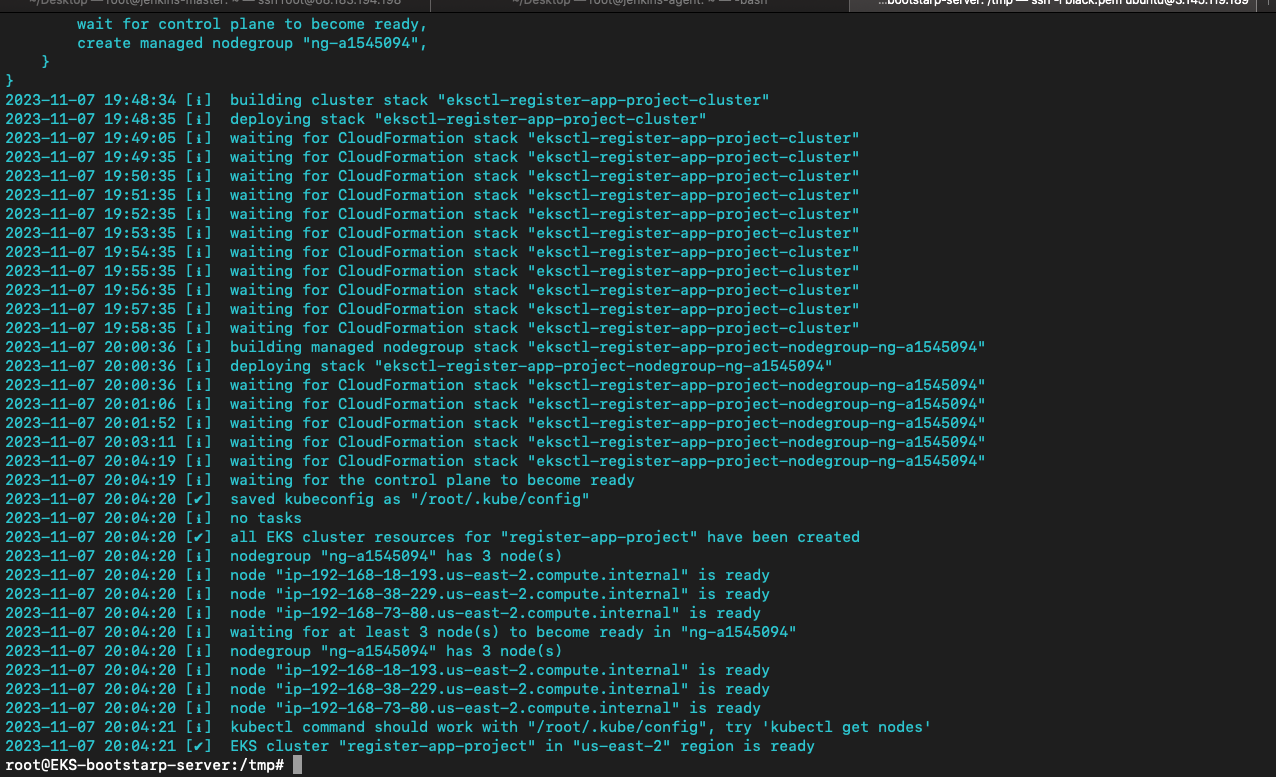 ~/Desktop — root@jenkins-master: ~ — ssh root@68.183.194.198 ~/Desktop — root@jenkins-agent: ~ — -bash ...bootstarp-server: /tmp — ssh -i black.pem ubuntu@3.145.119.189
wait for control plane to become ready,
create managed nodegroup "ng-a1545094",
}
}
2023-11-07 19:48:34 [ℹ]  building cluster stack "eksctl-register-app-project-cluster"
2023-11-07 19:48:35 [ℹ]  deploying stack "eksctl-register-app-project-cluster"
2023-11-07 19:49:05 [ℹ]  waiting for CloudFormation stack "eksctl-register-app-project-cluster"
2023-11-07 19:49:35 [ℹ]  waiting for CloudFormation stack "eksctl-register-app-project-cluster"
2023-11-07 19:50:35 [ℹ]  waiting for CloudFormation stack "eksctl-register-app-project-cluster"
2023-11-07 19:51:35 [ℹ]  waiting for CloudFormation stack "eksctl-register-app-project-cluster"
2023-11-07 19:52:35 [ℹ]  waiting for CloudFormation stack "eksctl-register-app-project-cluster"
2023-11-07 19:53:35 [ℹ]  waiting for CloudFormation stack "eksctl-register-app-project-cluster"
2023-11-07 19:54:35 [ℹ]  waiting for CloudFormation stack "eksctl-register-app-project-cluster"
2023-11-07 19:55:35 [ℹ]  waiting for CloudFormation stack "eksctl-register-app-project-cluster"
2023-11-07 19:56:35 [ℹ]  waiting for CloudFormation stack "eksctl-register-app-project-cluster"
2023-11-07 19:57:35 [ℹ]  waiting for CloudFormation stack "eksctl-register-app-project-cluster"
2023-11-07 19:58:35 [ℹ]  waiting for CloudFormation stack "eksctl-register-app-project-cluster"
2023-11-07 20:00:36 [ℹ]  building managed nodegroup stack "eksctl-register-app-project-nodegroup-ng-a1545094"
2023-11-07 20:00:36 [ℹ]  deploying stack "eksctl-register-app-project-nodegroup-ng-a1545094"
2023-11-07 20:00:36 [ℹ]  waiting for CloudFormation stack "eksctl-register-app-project-nodegroup-ng-a1545094"
2023-11-07 20:01:06 [ℹ]  waiting for CloudFormation stack "eksctl-register-app-project-nodegroup-ng-a1545094"
2023-11-07 20:01:52 [ℹ]  waiting for CloudFormation stack "eksctl-register-app-project-nodegroup-ng-a1545094"
2023-11-07 20:03:11 [ℹ]  waiting for CloudFormation stack "eksctl-register-app-project-nodegroup-ng-a1545094"
2023-11-07 20:04:19 [ℹ]  waiting for CloudFormation stack "eksctl-register-app-project-nodegroup-ng-a1545094"
2023-11-07 20:04:19 [ℹ]  waiting for the control plane to become ready
2023-11-07 20:04:20 [✔]  saved kubeconfig as "/root/.kube/config"
2023-11-07 20:04:20 [ℹ]  no tasks
2023-11-07 20:04:20 [✔]  all EKS cluster resources for "register-app-project" have been created
2023-11-07 20:04:20 [ℹ]  nodegroup "ng-a1545094" has 3 node(s)
2023-11-07 20:04:20 [ℹ]  node "ip-192-168-18-193.us-east-2.compute.internal" is ready
2023-11-07 20:04:20 [ℹ]  node "ip-192-168-38-229.us-east-2.compute.internal" is ready
2023-11-07 20:04:20 [ℹ]  node "ip-192-168-73-80.us-east-2.compute.internal" is ready
2023-11-07 20:04:20 [ℹ]  waiting for at least 3 node(s) to become ready in "ng-a1545094"
2023-11-07 20:04:20 [ℹ]  nodegroup "ng-a1545094" has 3 node(s)
2023-11-07 20:04:20 [ℹ]  node "ip-192-168-18-193.us-east-2.compute.internal" is ready
2023-11-07 20:04:20 [ℹ]  node "ip-192-168-38-229.us-east-2.compute.internal" is ready
2023-11-07 20:04:20 [ℹ]  node "ip-192-168-73-80.us-east-2.compute.internal" is ready
2023-11-07 20:04:21 [ℹ]  kubectl command should work with "/root/.kube/config", try 'kubectl get nodes'
2023-11-07 20:04:21 [✔]  EKS cluster "register-app-project" in "us-east-2" region is ready
root@EKS-bootstarp-server:/tmp#